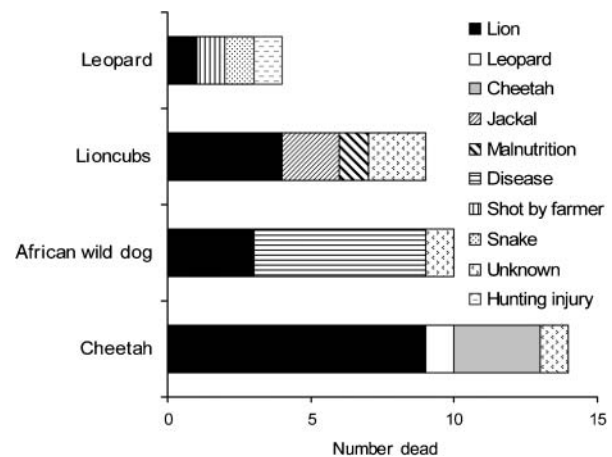 Leopard
Lioncubs
African wild dog
Cheetah
0 5 10 15
Number dead
Lion
Leopard
Cheetah
Jackal
Malnutrition
Disease
Shot by farmer
Snake
Unknown
Hunting injury